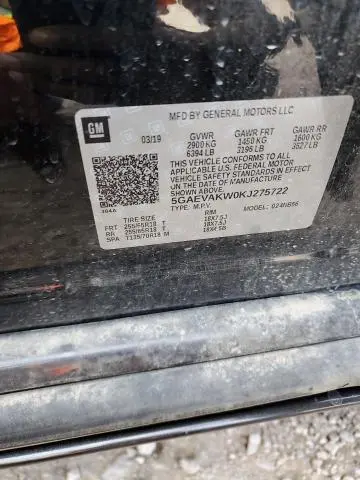 MFD BY GENERAL MOTORS LLC
GM 03/19 GVWR GAWR FRT GAWR RR
2900 KG 1450 KG 1600 KG
6394 LB 3196 LB 3527 LB
THIS VEHICLE CONFORMS TO ALL APPLICABLE
U.S. FEDERAL MOTOR
VEHICLE SAFETY STANDARDS IN EFFECT
ON THE DATE OF MANUFACTURE SHOWN ABOVE.
5GAEVAKW0KJ275722
TYPE: M.P.V. MODEL:
TIRE SIZE RIM
FRT 255/65R18 T 18X7.5J
RR 255/65R18 T 18X7.5J
SPA T135/70R18 M 18X4.5B